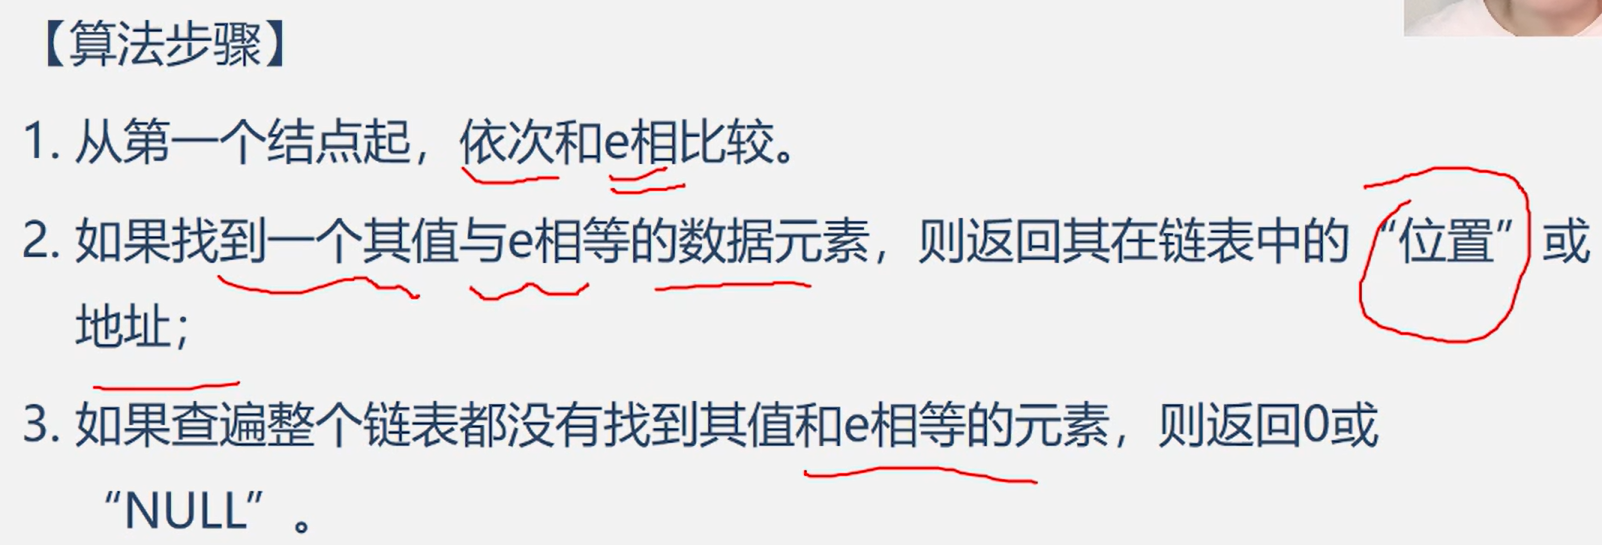 【算法步骤】
1. 从第一个结点起，依次和e相比较。
2. 如果找到一个其值与e相等的数据元素，则返回其在链表中的“位置”或
地址；
3. 如果查遍整个链表都没有找到其值和e相等的元素，则返回0或
“NULL”。